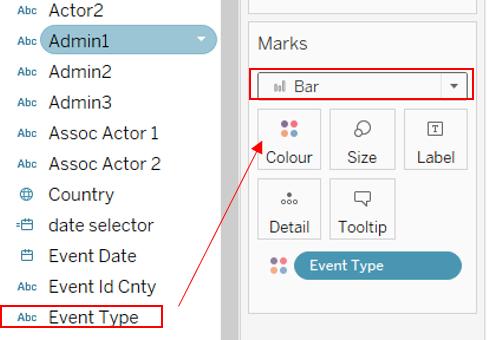 Abc Actor2
Abc Admin1
Abc Admin2
Abc Admin3
Abc Assoc Actor 1
Abc Assoc Actor 2
Country
date selector
Event Date
Abc Event Id Cnty
Abc Event Type
Marks
Bar
Colour Size Label
Detail Tooltip
Event Type